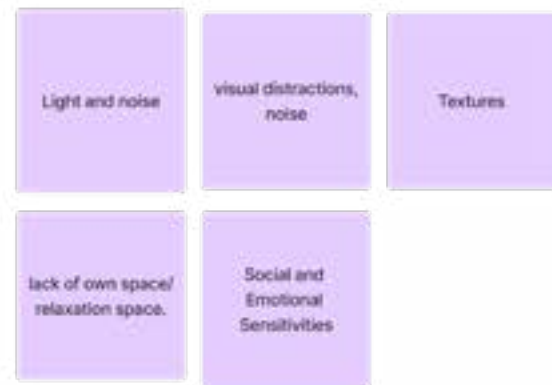 Light and noise
visual distractions,
noise
Textures
lack of own space/
relaxation space.
Social and
Emotional
Sensitivities